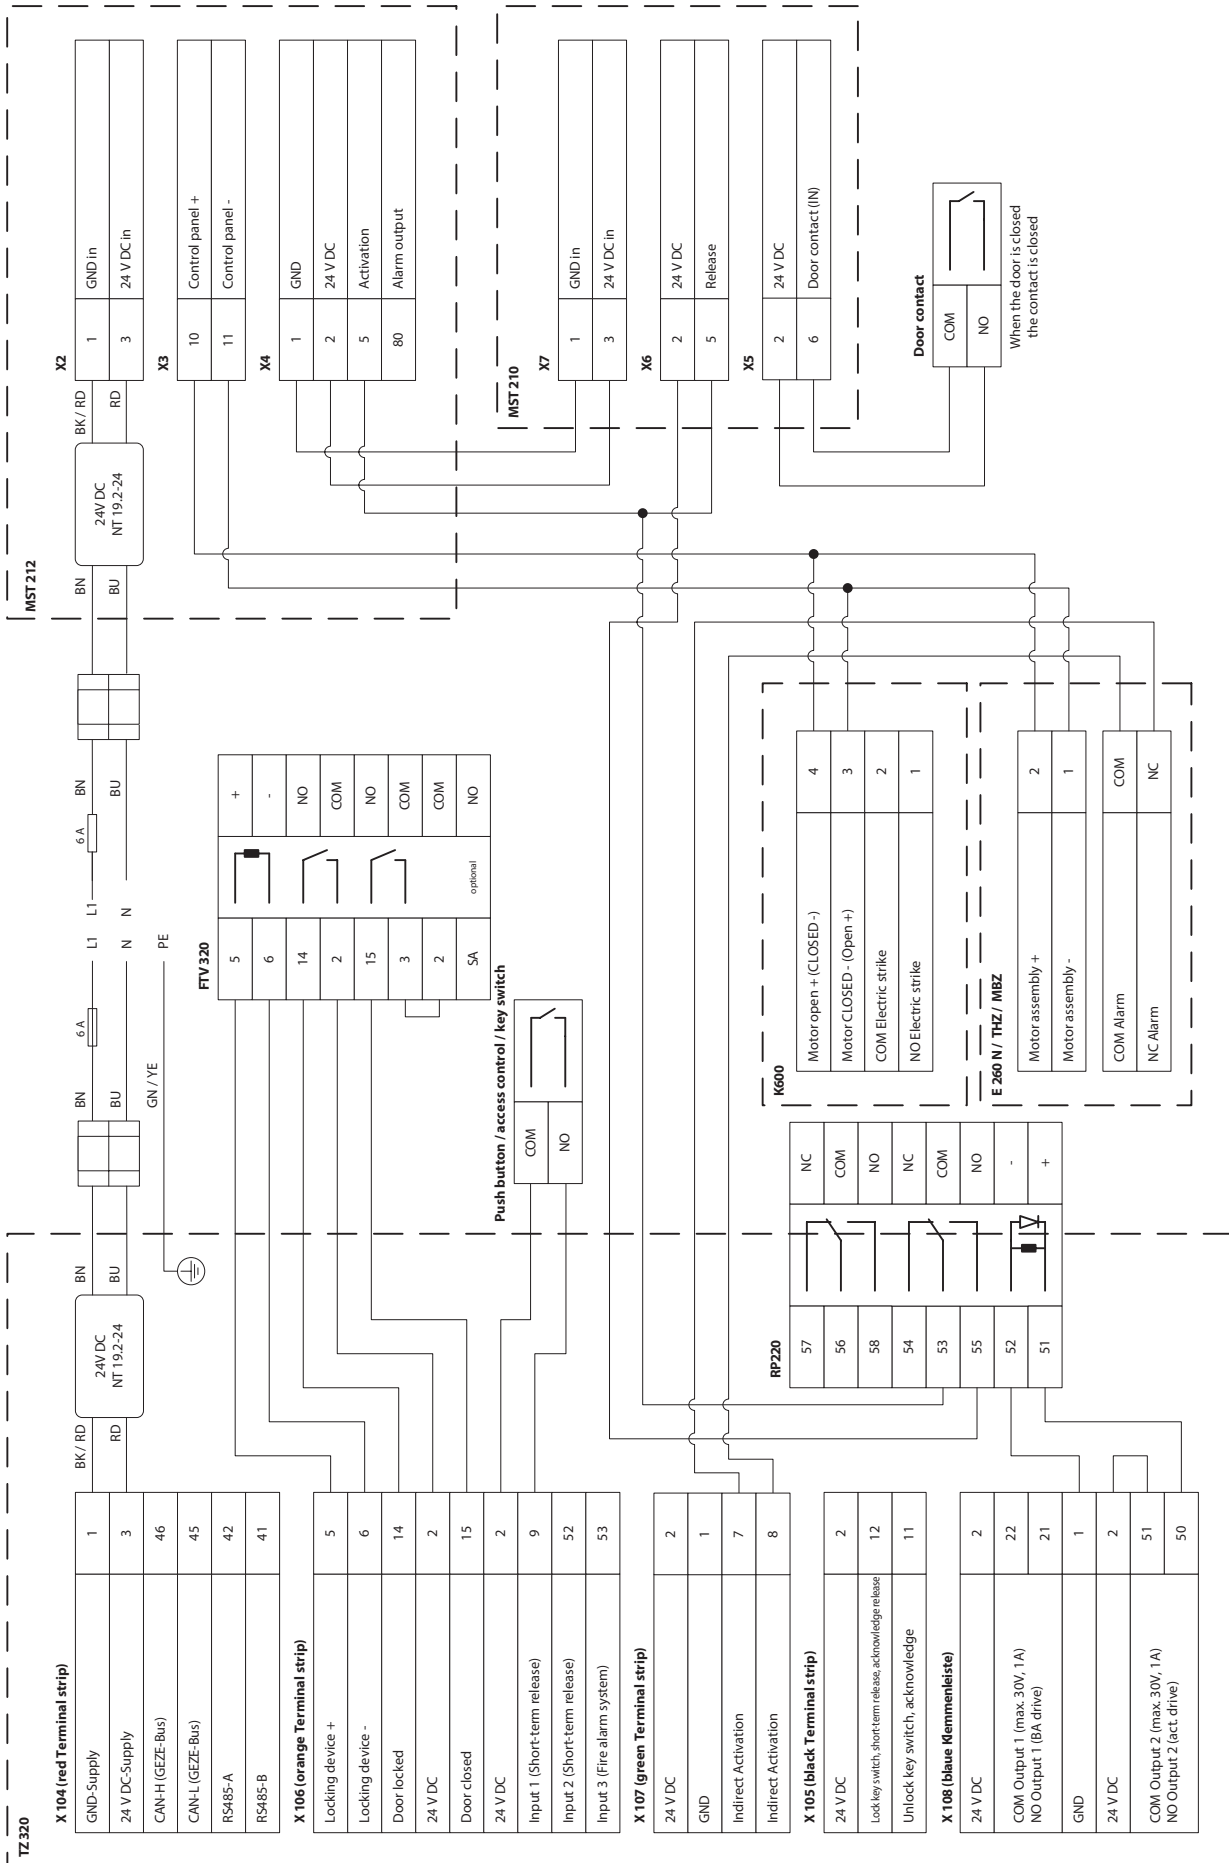 TZ320
X 104 (red Terminal strip)
GND-Supply 1
24 V DC-Supply 3
CAN-H (GEZE-Bus) 46
CAN-L (GEZE-Bus) 45
RS485-A 42
RS485-B 41
X 106 (orange Terminal strip)
Locking device + 5
Locking device - 6
Door locked 14
24 V DC 2
Door closed 15
24 V DC 2
Input 1 (Short-term release) 9
Input 2 (Short-term release) 52
Input 3 (Fire alarm system) 53
X 107 (green Terminal strip)
24 V DC 2
GND 1
Indirect Activation 7
Indirect Activation 8
X 105 (black Terminal strip)
24 V DC 2
Lock key switch, short-term release, acknowledge release 12
Unlock key switch, acknowledge 11
X 108 (blaue Klemmenleiste)
24 V DC 2
COM Output 1 (max. 30V, 1A) 22
NO Output 1 (BA drive) 21
GND 1
24 V DC 2
COM Output 2 (max. 30V, 1A) 51
NO Output 2 (act. drive) 50
BK / RD
RD
24V DC
NT 19.2-24
BN
BU
BN
BU
GN / YE
6 A
L1
N
PE
L1
N
6 A
BN
BU
BN
BU
24V DC
NT 19.2-24
BK / RD
RD
FTV 320
5 +
6 -
14 NO
2 COM
15 NO
3 COM
2 COM
SA optional NO
Push button / access control / key switch
COM
NO
RP220
57 NC
56 COM
58 NO
54 NC
53 COM
55 NO
52 -
51 +
K600
Motor open + (CLOSED -) 4
Motor CLOSED - (Open +) 3
COM Electric strike 2
NO Electric strike 1
E 260 N / THZ / MBZ
Motor assembly + 2
Motor assembly - 1
COM Alarm COM
NC Alarm NC
MST 212
X2
1 GND in
3 24 V DC in
X3
10 Control panel +
11 Control panel -
X4
1 GND
2 24 V DC
5 Activation
80 Alarm output
MST 210
X7
1 GND in
3 24 V DC in
X6
2 24 V DC
5 Release
X5
2 24 V DC
6 Door contact (IN)
Door contact
COM
NO
When the door is closed
the contact is closed